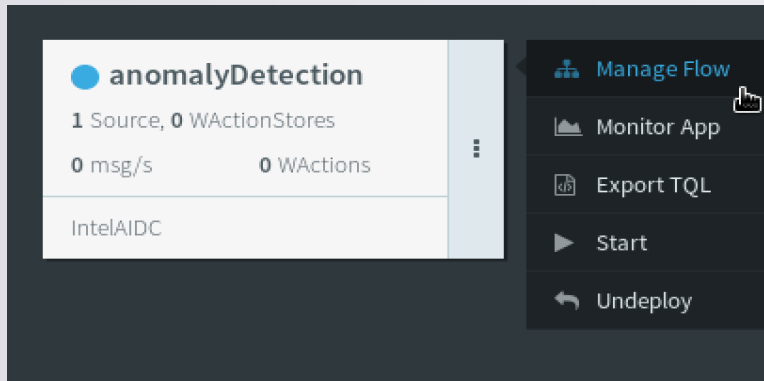 anomalyDetection
1 Source, 0 WActionStores
0 msg/s 0 WActions
IntelAIDC
Manage Flow
Monitor App
Export TQL
Start
Undeploy